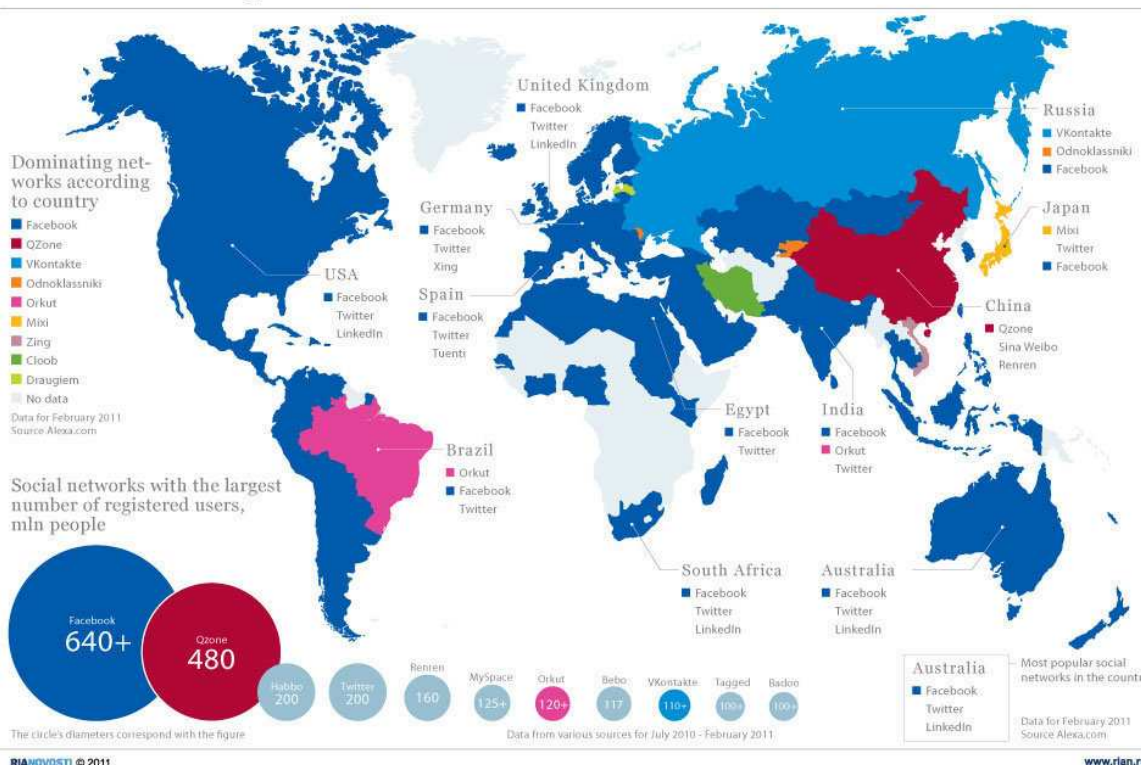 United Kingdom
Facebook
Twitter
LinkedIn
Russia
VKontakte
Odnoklassniki
Facebook
Dominating net-
works according
to country
Facebook
QZone
VKontakte
Odnoklassniki
Orkut
Mixi
Zing
Cloob
Draugiem
No data
Data for February 2011
Source Alexa.com
Germany
Facebook
Twitter
Xing
Japan
Mixi
Twitter
Facebook
USA
Facebook
Twitter
LinkedIn
Spain
Facebook
Twitter
Tuenti
China
Qzone
Sina Weibo
Renren
Egypt
Facebook
Twitter
India
Facebook
Orkut
Twitter
Brazil
Orkut
Facebook
Twitter
Social networks with the largest
number of registered users,
mln people
South Africa
Facebook
Twitter
LinkedIn
Australia
Facebook
Twitter
LinkedIn
Facebook
640+
Qzone
480
Habbo
200
Twitter
200
Renren
160
MySpace
125+
Orkut
120+
Bebo
117
VKontakte
110+
Tagged
100+
Badoo
100+
Australia
Facebook
Twitter
LinkedIn
Most popular social
networks in the count
Data for February 2011
Source Alexa.com
The circle's diameters correspond with the figure
Data from various sources for July 2010 - February 2011
RIANOVOSTI © 2011
www.rian.r